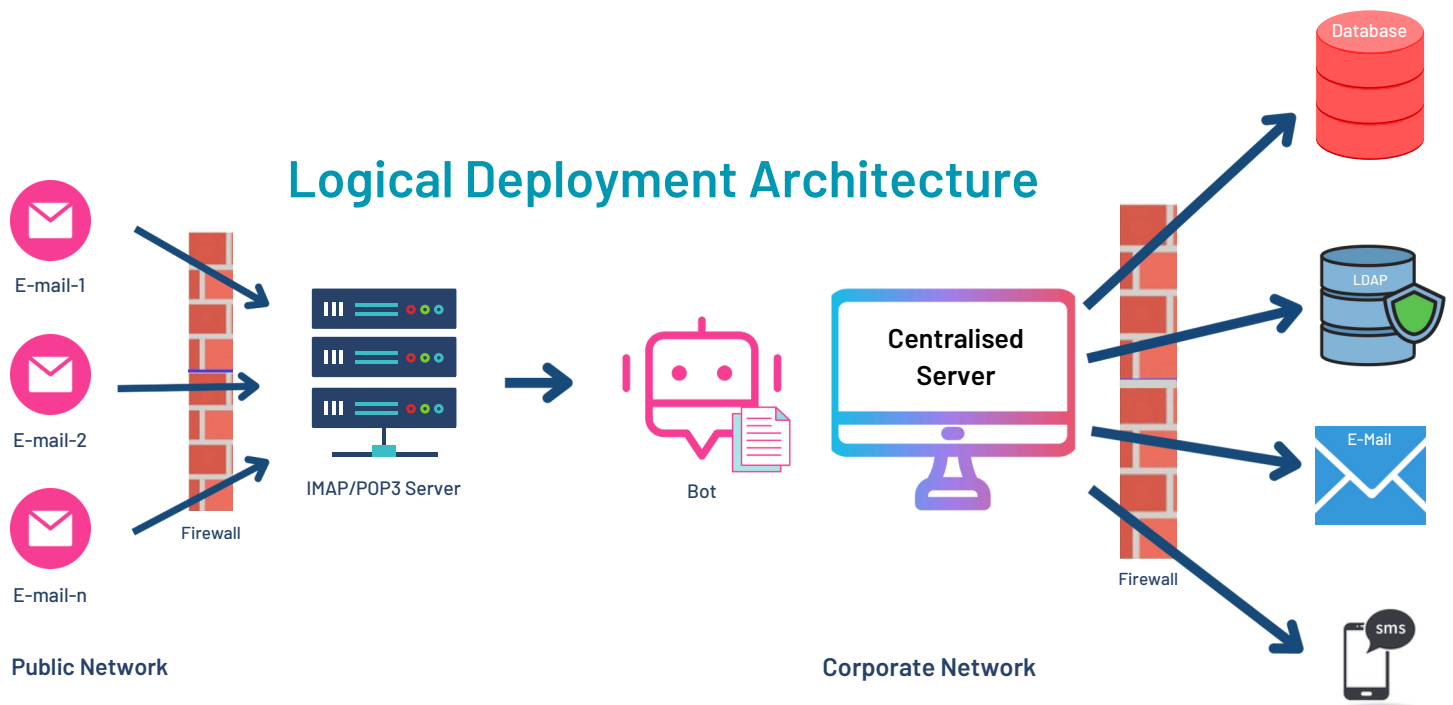 Database
Logical Deployment Architecture
E-mail-1
LDAP
Centralised
Server
E-mail-2
E-Mail
IMAP/POP3 Server
Bot
Firewall
Firewall
E-mail-n
sms
Public Network
Corporate Network